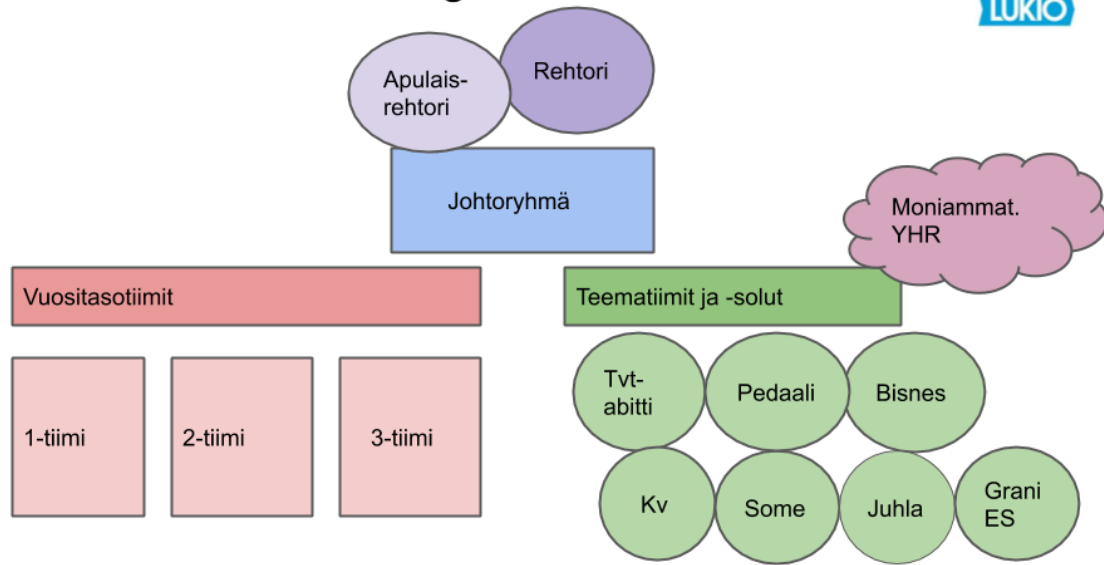 LUKIO
Rehtori
Apulais-
rehtori
Johtoryhmä
Moniammat.
YHR
Vuositasotiimit
Teematiimit ja -solut
1-tiimi
2-tiimi
3-tiimi
Tvt-
abitti
Pedaali
Bisnes
Kv
Some
Juhla
Grani
ES